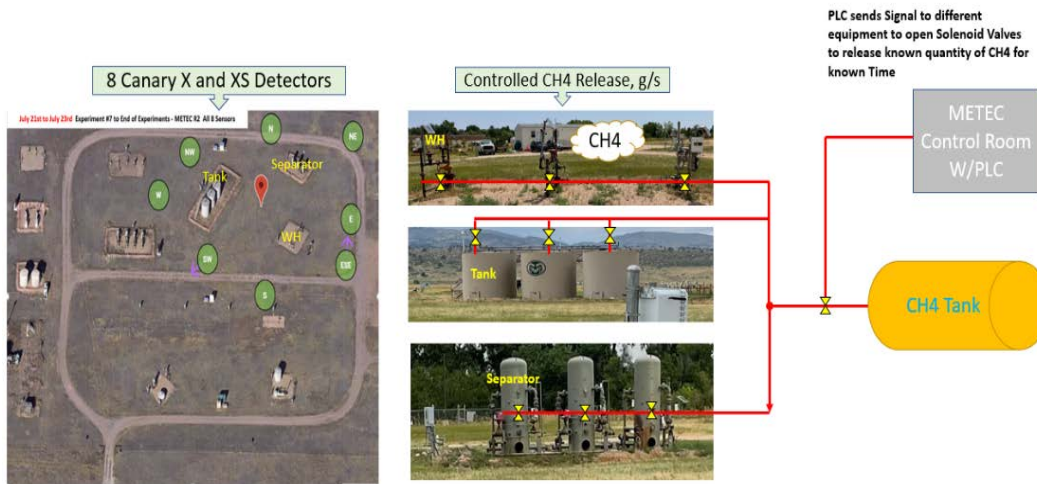 PLC sends Signal to different
equipment to open Solenoid Valves
to release known quantity of CH4 for
known Time
8 Canary X and XS Detectors
Controlled CH4 Release, g/s
METEC
Control Room
W/PLC
July 21st to July 23rd Experiment #7 to End of Experiments - METEC R2 All 8 Sensors
N
NE
NW
Separator
Tank
W
E
WH
SW
ESE
S
WH
CH4
Tank
Separator
CH4 Tank